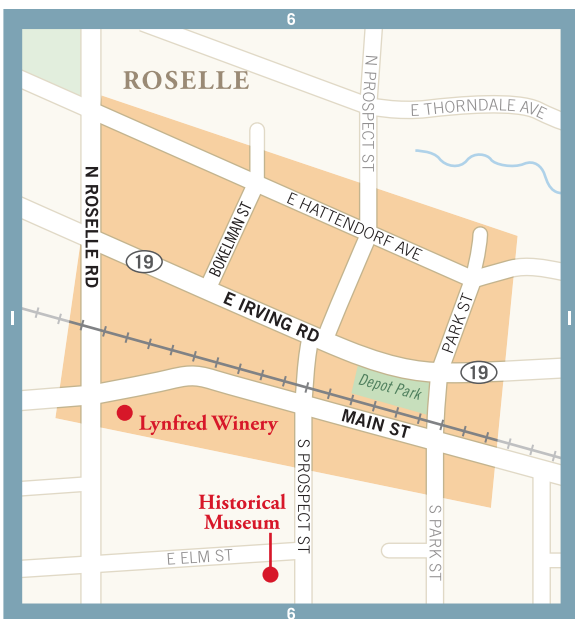 6
ROSELLE
N PROSPECT ST
E THORNDALE AVE
N ROSELLE RD
BOKELMAN ST
E HATTENDORF AVE
19
E IRVING RD
PARK ST
I
I
19
Depot Park
Lynfred Winery
MAIN ST
S PROSPECT ST
Historical
Museum
S PARK ST
E ELM ST
6